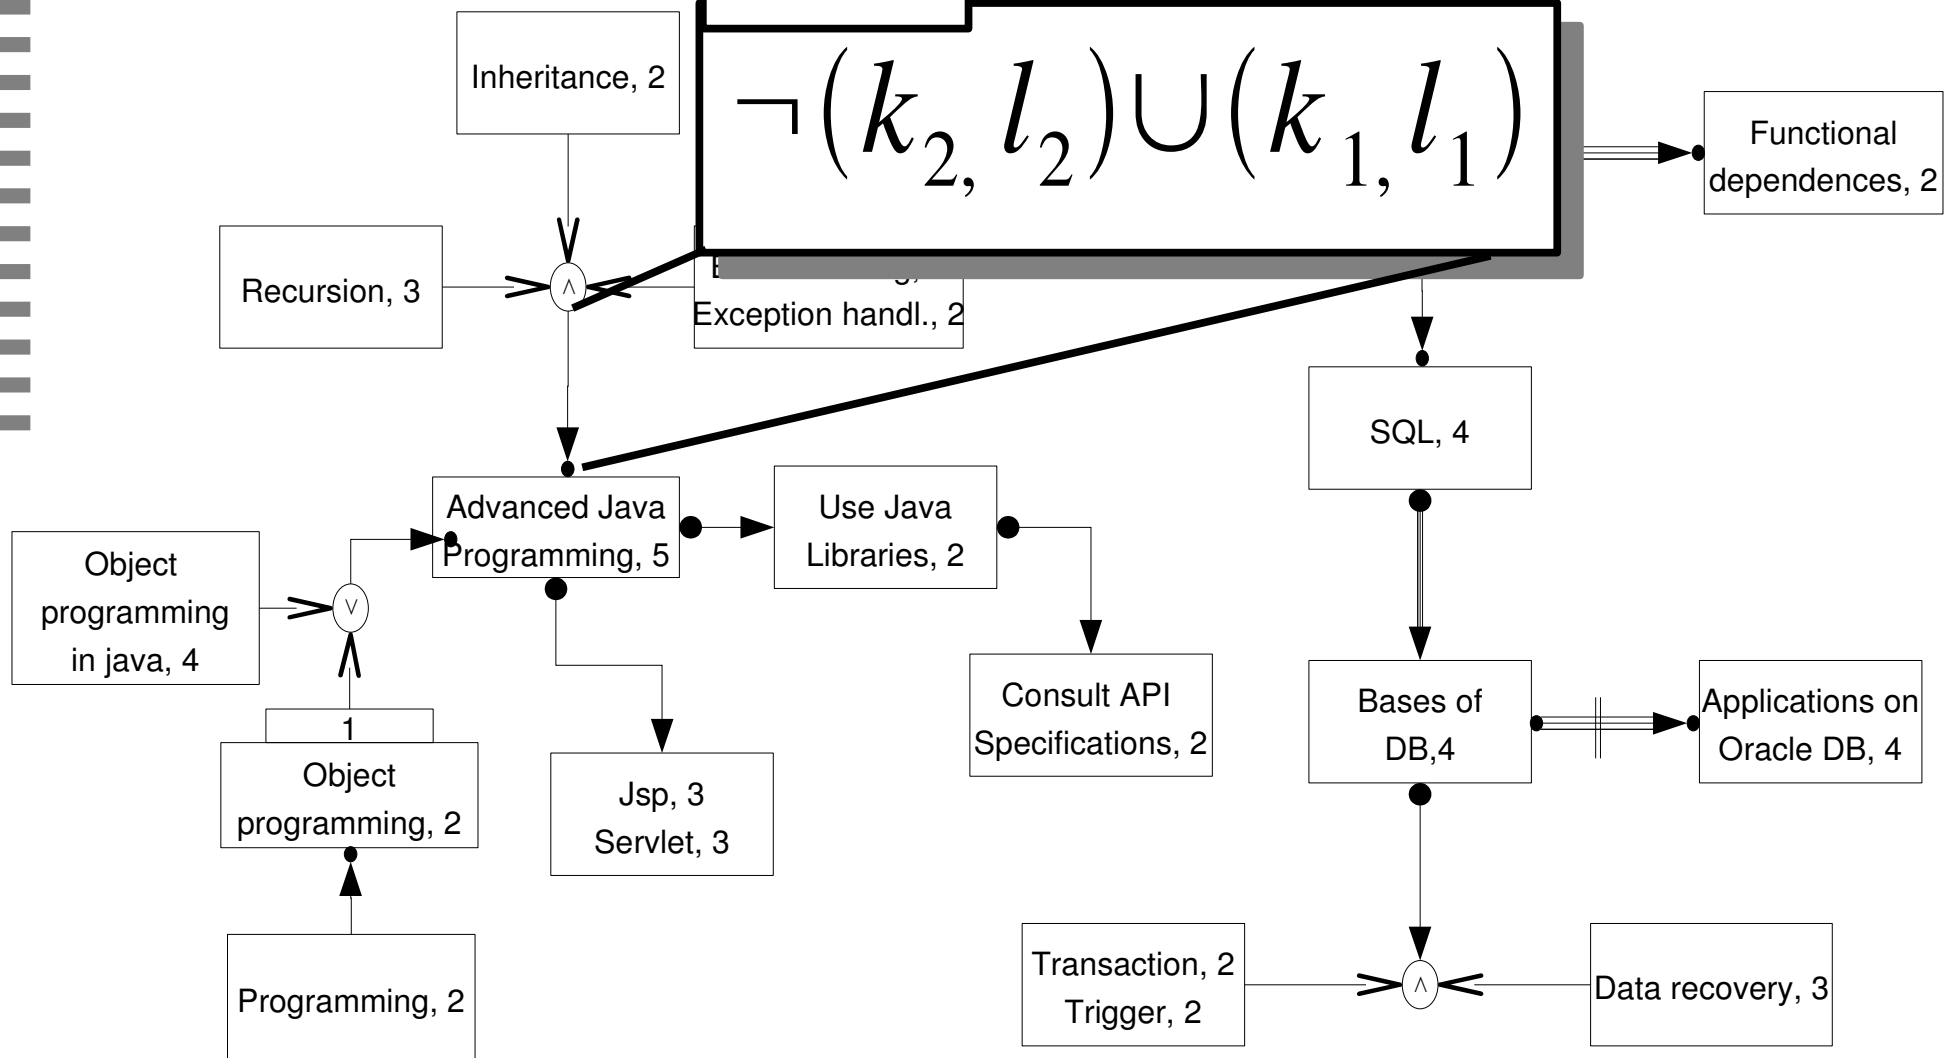 Inheritance, 2
¬(k₂, l₂)∪(k₁, l₁)
Functional
dependences, 2
Recursion, 3
∧
Exception handl., 2
SQL, 4
Advanced Java
Programming, 5
Use Java
Libraries, 2
Object
programming
in java, 4
∨
1
Object
programming, 2
Jsp, 3
Servlet, 3
Consult API
Specifications, 2
Bases of
DB,4
Applications on
Oracle DB, 4
Programming, 2
Transaction, 2
Trigger, 2
∧
Data recovery, 3